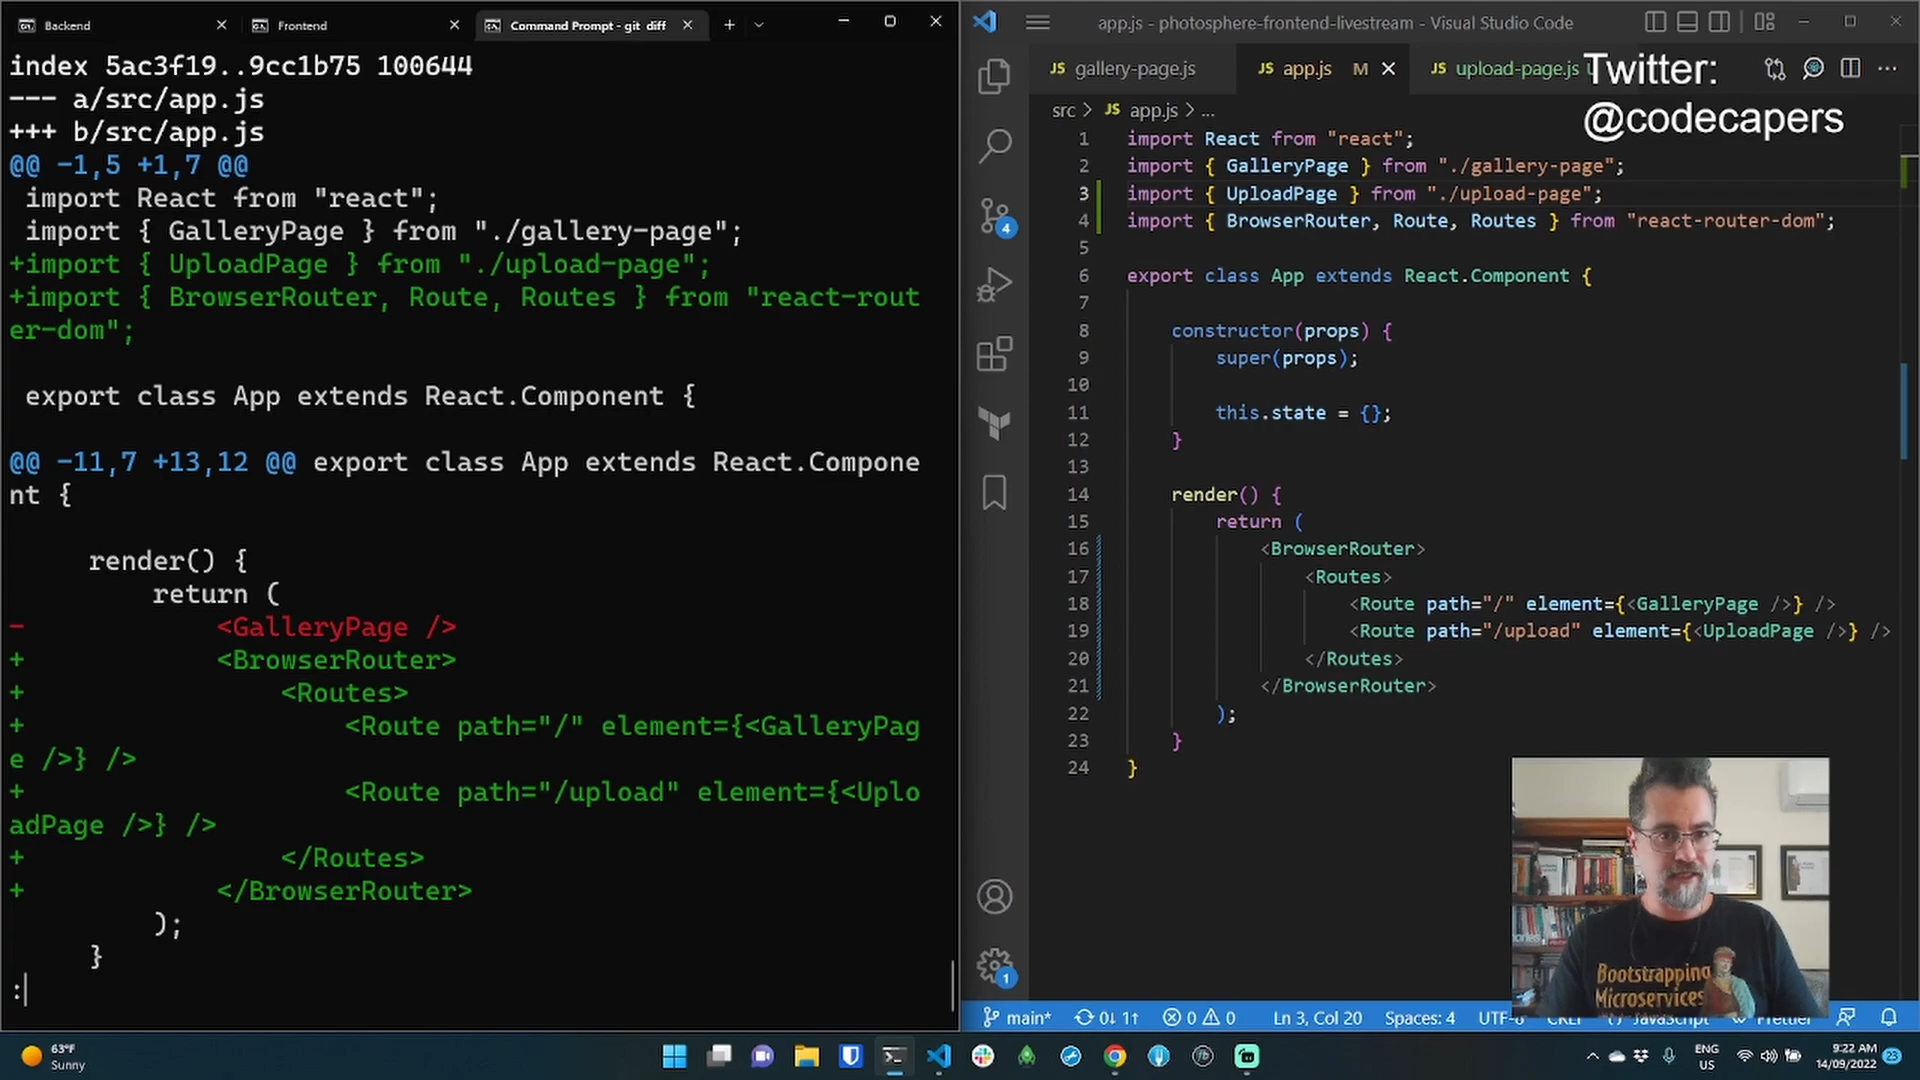 Backend
Frontend
Command Prompt - git diff
index 5ac3f19..9cc1b75 100644
--- a/src/app.js
+++ b/src/app.js
@@ -1,5 +1,7 @@
import React from "react";
import { GalleryPage } from "./gallery-page";
+import { UploadPage } from "./upload-page";
+import { BrowserRouter, Route, Routes } from "react-rout
er-dom";
export class App extends React.Component {
@@ -11,7 +13,12 @@ export class App extends React.Compone
nt {
render() {
return (
- <GalleryPage />
+ <BrowserRouter>
+ <Routes>
+ <Route path="/" element={<GalleryPag
e />} />
+ <Route path="/upload" element={<Uplo
adPage />} />
+ </Routes>
+ </BrowserRouter>
);
}
:
app.js - photosphere-frontend-livestream - Visual Studio Code
JS gallery-page.js
JS app.js M
JS upload-page.js
Twitter:
@codecapers
src > JS app.js > ...
1 import React from "react";
2 import { GalleryPage } from "./gallery-page";
3 import { UploadPage } from "./upload-page";
4 import { BrowserRouter, Route, Routes } from "react-router-dom";
5
6 export class App extends React.Component {
7
8 constructor(props) {
9 super(props);
10
11 this.state = {};
12 }
13
14 render() {
15 return (
16 <BrowserRouter>
17 <Routes>
18 <Route path="/" element={<GalleryPage />} />
19 <Route path="/upload" element={<UploadPage />} />
20 </Routes>
21 </BrowserRouter>
22 );
23 }
24 }
4
1
Bootstrapping
Microservices
main* 0↓ 1↑ 0 0 Ln 3, Col 20 Spaces: 4
63°F
Sunny
ENG
US
9:22 AM
14/09/2022
23